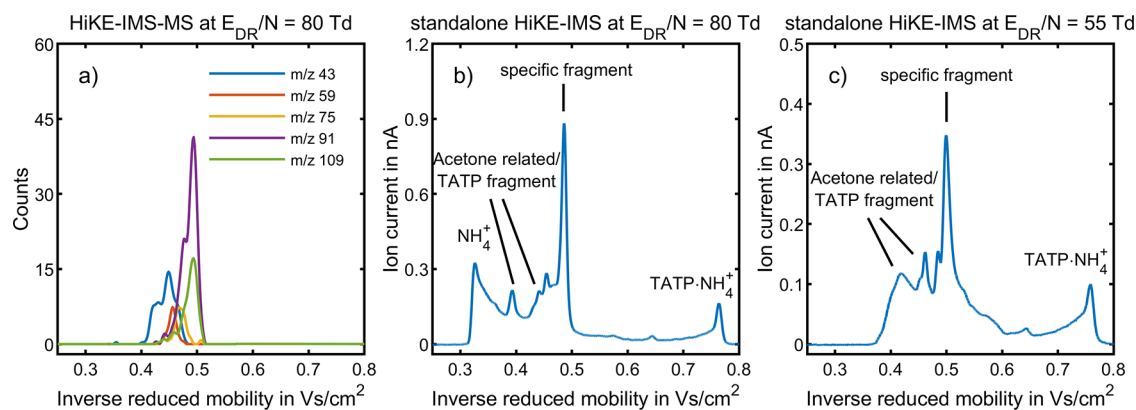 HiKE-IMS-MS at E_DR/N = 80 Td
a)
m/z 43
m/z 59
m/z 75
m/z 91
m/z 109
Counts
60
45
30
15
0
0.3 0.4 0.5 0.6 0.7 0.8
Inverse reduced mobility in Vs/cm²
standalone HiKE-IMS at E_DR/N = 80 Td
b)
specific fragment
Acetone related/
TATP fragment
NH₄⁺
TATP·NH₄⁺
Ion current in nA
1.2
0.9
0.6
0.3
0
0.3 0.4 0.5 0.6 0.7 0.8
Inverse reduced mobility in Vs/cm²
standalone HiKE-IMS at E_DR/N = 55 Td
c)
specific fragment
Acetone related/
TATP fragment
TATP·NH₄⁺
Ion current in nA
0.5
0.4
0.3
0.2
0.1
0
0.3 0.4 0.5 0.6 0.7 0.8
Inverse reduced mobility in Vs/cm²